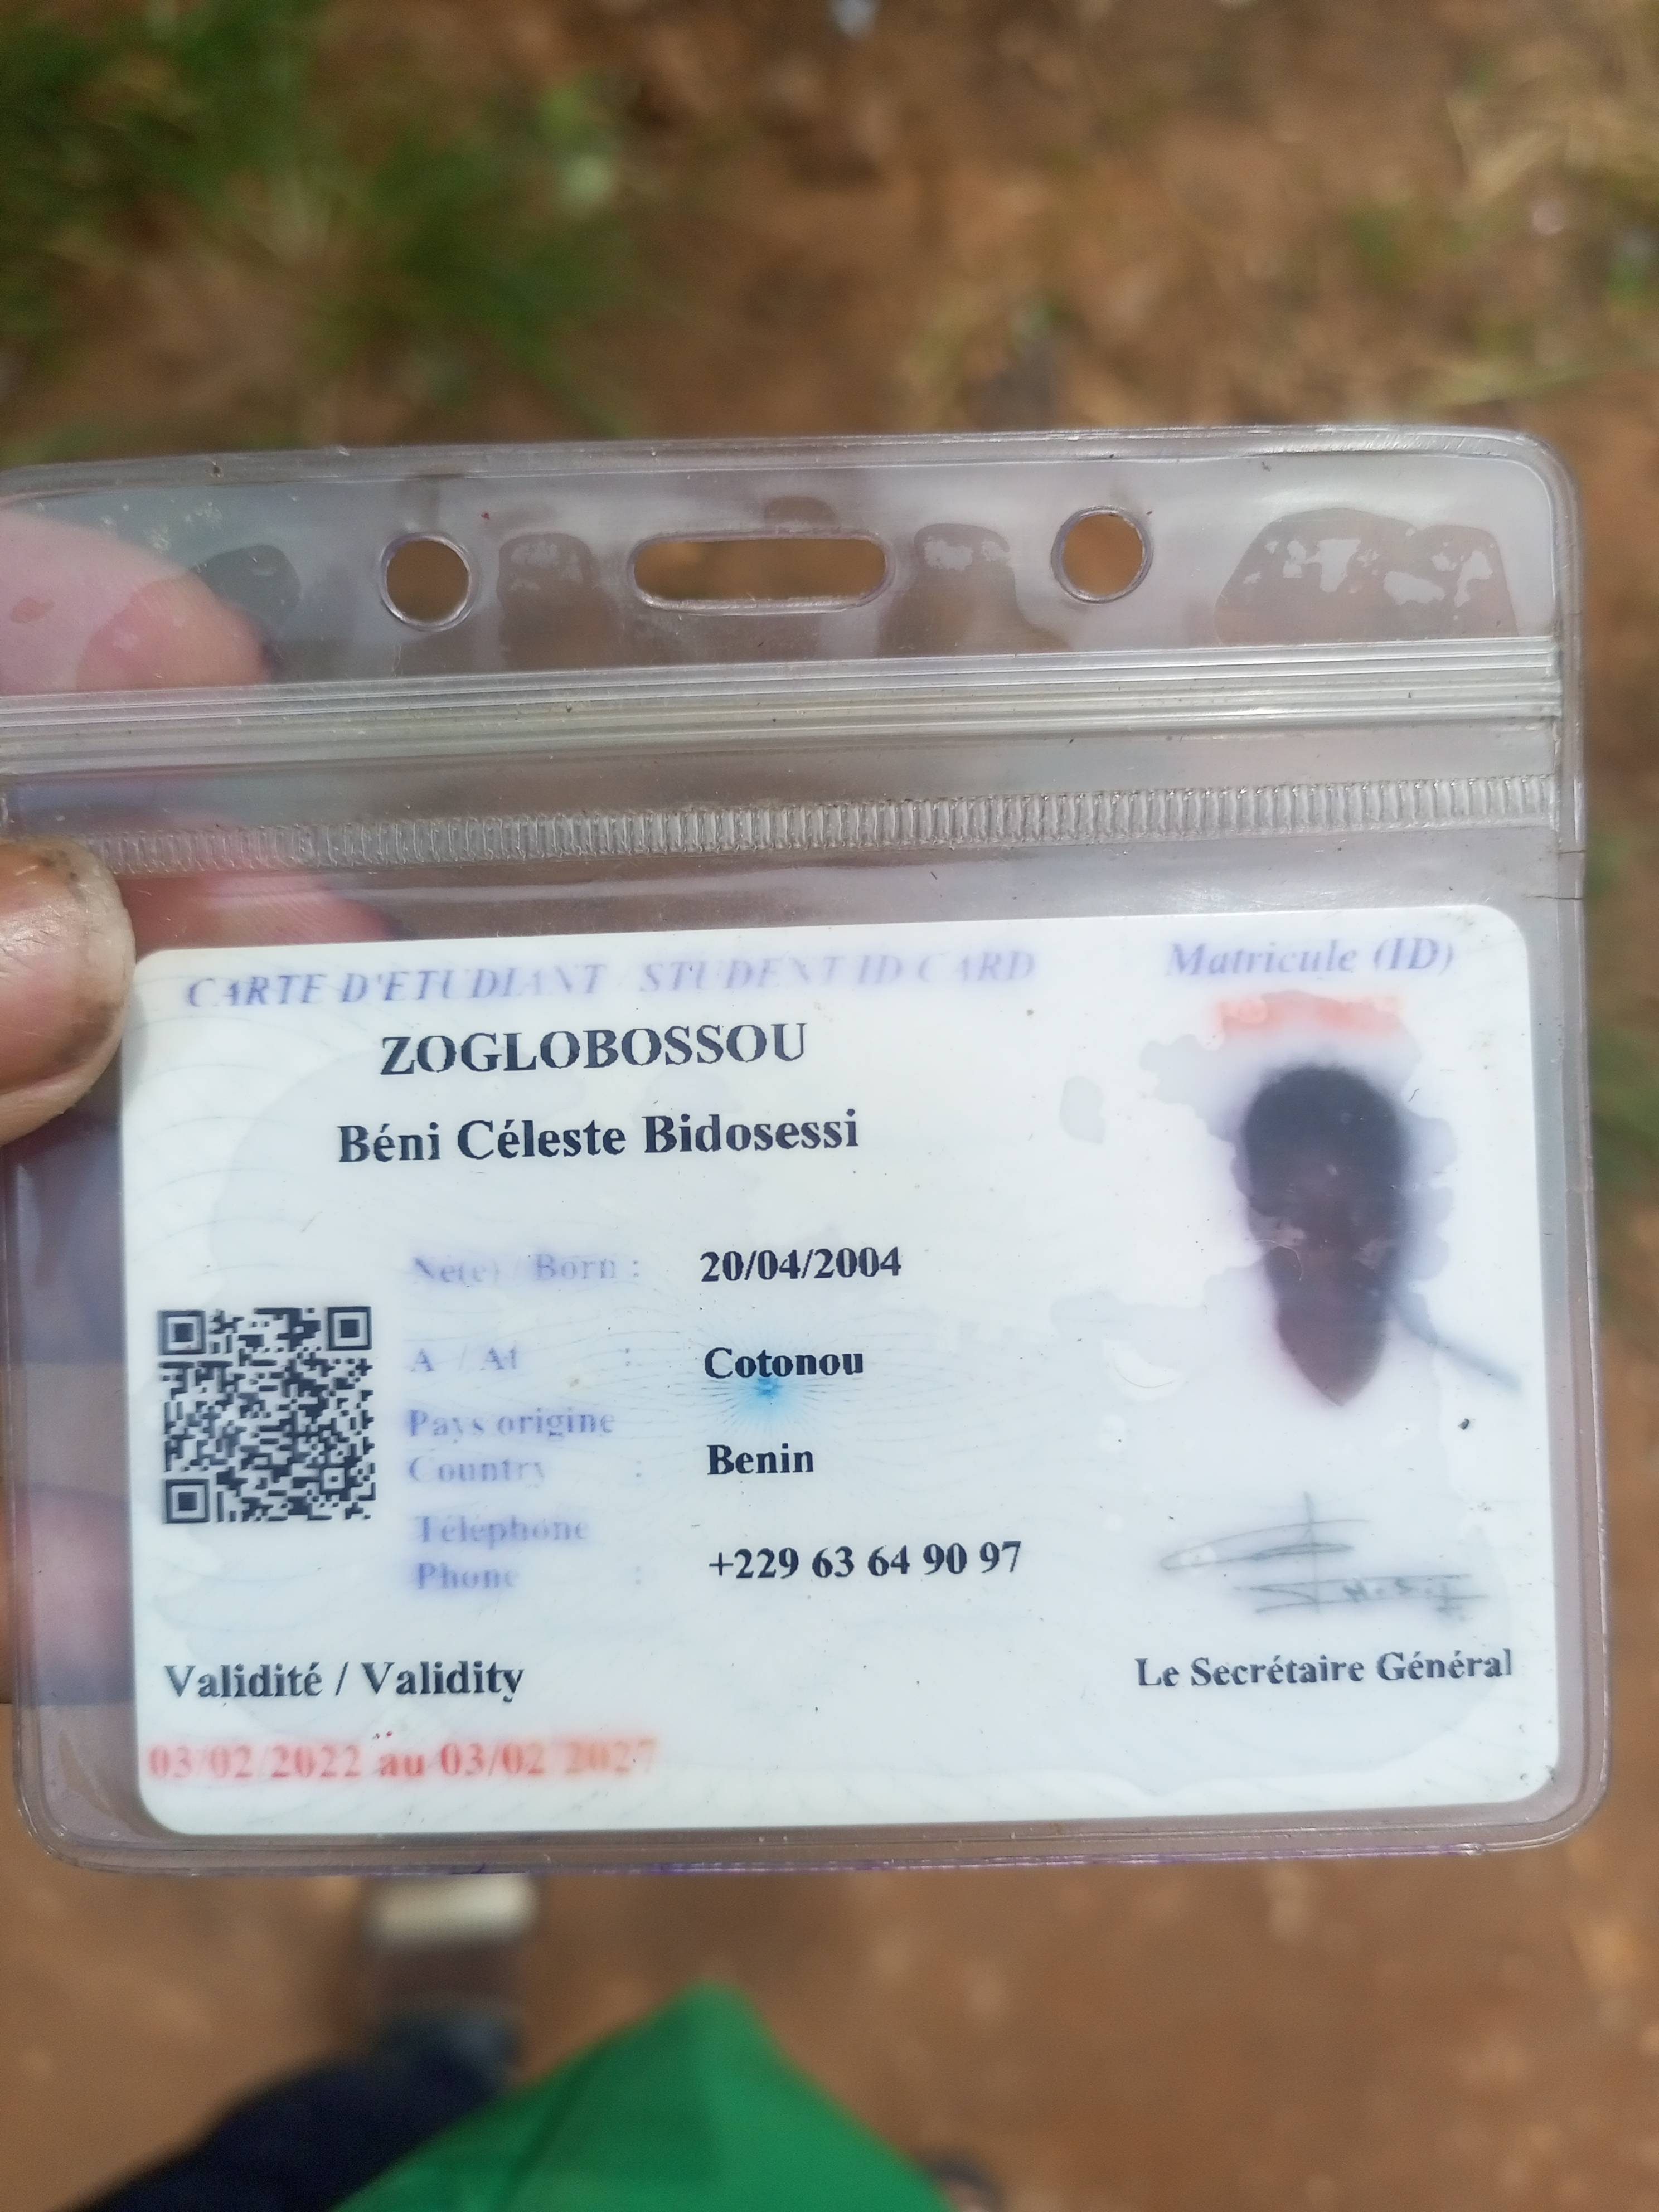 CARTE D'ETUDIANT / STUDENT ID CARD
Matricule (ID)
ZOGLOBOSSOU
Béni Céleste Bidosessi
Né(e) / Born : 20/04/2004
A / At : Cotonou
Pays origine
Country : Benin
Téléphone
Phone : +229 63 64 90 97
Validité / Validity
03/02/2022 au 03/02/2027
Le Secrétaire Général